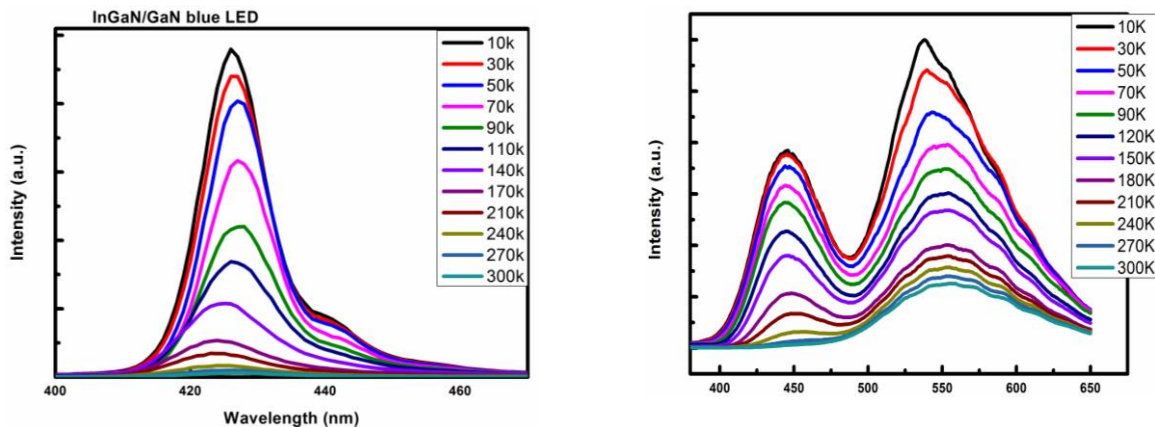 InGaN/GaN blue LED
10k
30k
50k
70k
90k
110k
140k
170k
210k
240k
270k
300k
Intensity (a.u.)
400 420 440 460
Wavelength (nm)
10K
30K
50K
70K
90K
120K
150K
180K
210K
240K
270K
300K
Intensity (a.u.)
400 450 500 550 600 650